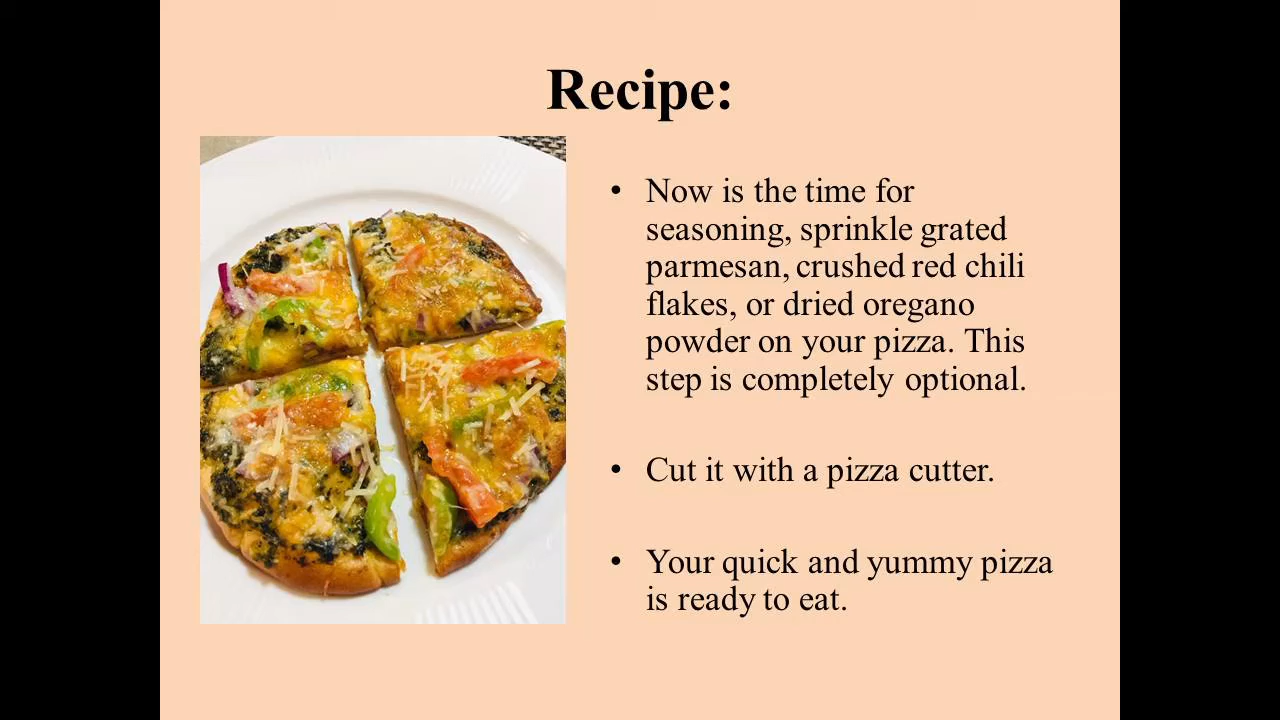 Recipe:
• Now is the time for
seasoning, sprinkle grated
parmesan, crushed red chili
flakes, or dried oregano
powder on your pizza. This
step is completely optional.
• Cut it with a pizza cutter.
• Your quick and yummy pizza
is ready to eat.